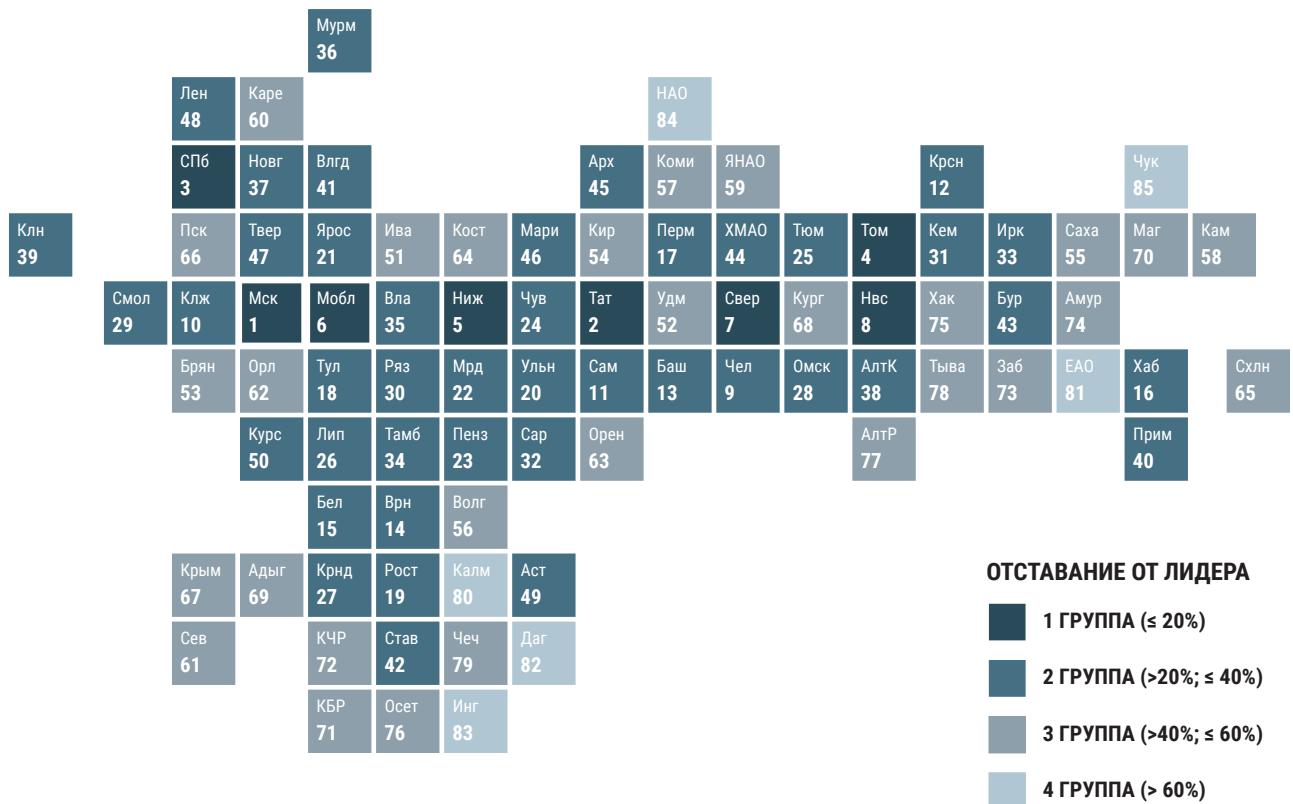 Мурм
36
Лен
48
Каре
60
НАО
84
СПб
3
Новг
37
Влгд
41
Арх
45
Коми
57
ЯНАО
59
Крсн
12
Чук
85
Клн
39
Пск
66
Твер
47
Ярос
21
Ива
51
Кост
64
Мари
46
Кир
54
Перм
17
ХМАО
44
Тюм
25
Том
4
Кем
31
Ирк
33
Саха
55
Маг
70
Кам
58
Смол
29
Клж
10
Мск
1
Мобл
6
Вла
35
Ниж
5
Чув
24
Тат
2
Удм
52
Свер
7
Кург
68
Нвс
8
Хак
75
Бур
43
Амур
74
Брян
53
Орл
62
Тул
18
Ряз
30
Мрд
22
Ульн
20
Сам
11
Баш
13
Чел
9
Омск
28
АлтК
38
Тыва
78
Заб
73
ЕАО
81
Хаб
16
Схлн
65
Курс
50
Лип
26
Тамб
34
Пенз
23
Сар
32
Орен
63
АлтР
77
Прим
40
Бел
15
Врн
14
Волг
56
Крым
67
Адыг
69
Крнд
27
Рост
19
Калм
80
Аст
49
Сев
61
КЧР
72
Став
42
Чеч
79
Даг
82
КБР
71
Осет
76
Инг
83
ОТСТАВАНИЕ ОТ ЛИДЕРА
1 ГРУППА (≤ 20%)
2 ГРУППА (>20%; ≤ 40%)
3 ГРУППА (>40%; ≤ 60%)
4 ГРУППА (> 60%)